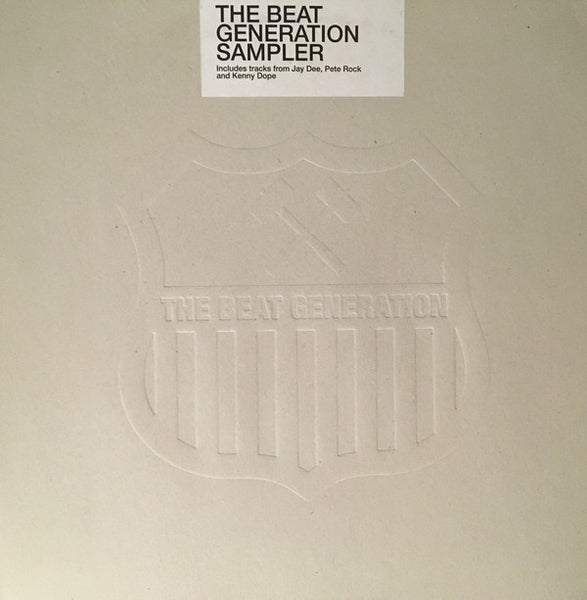 THE BEAT
GENERATION
SAMPLER
Includes tracks from Jay Dee, Pete Rock
and Kenny Dope
THE BEAT GENERATION